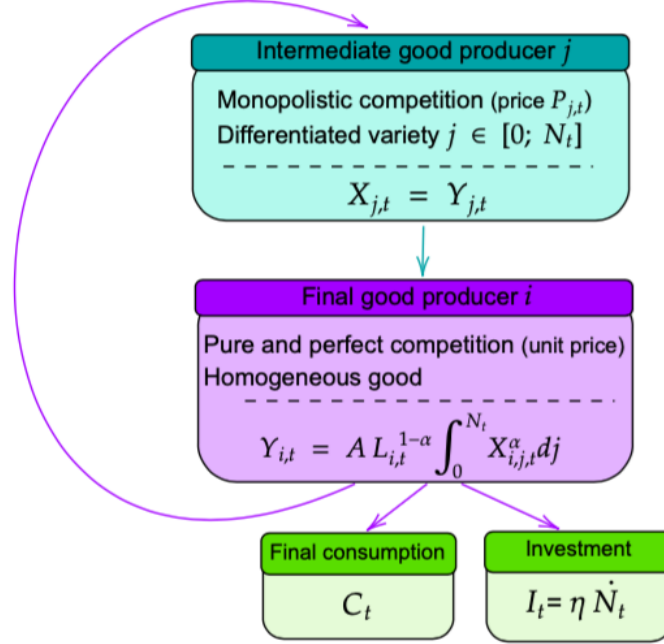 Intermediate good producer j
Monopolistic competition (price P_{j,t})
Differentiated variety j ∈ [0; N_t]
X_{j,t} = Y_{j,t}
Final good producer i
Pure and perfect competition (unit price)
Homogeneous good
Y_{i,t} = A L_{i,t}^{1-α} ∫_0^{N_t} X_{i,j,t}^α dj
Final consumption
C_t
Investment
I_t = η Ṅ_t